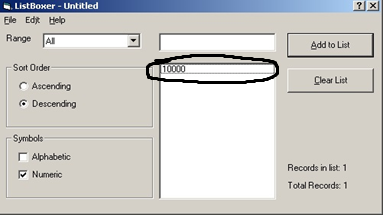 ListBoxer - Untitled
File Edit Help
Range All Add to List
10000
Sort Order Clear List
Ascending
Descending
Symbols
Alphabetic
Numeric
Records in list: 1
Total Records: 1